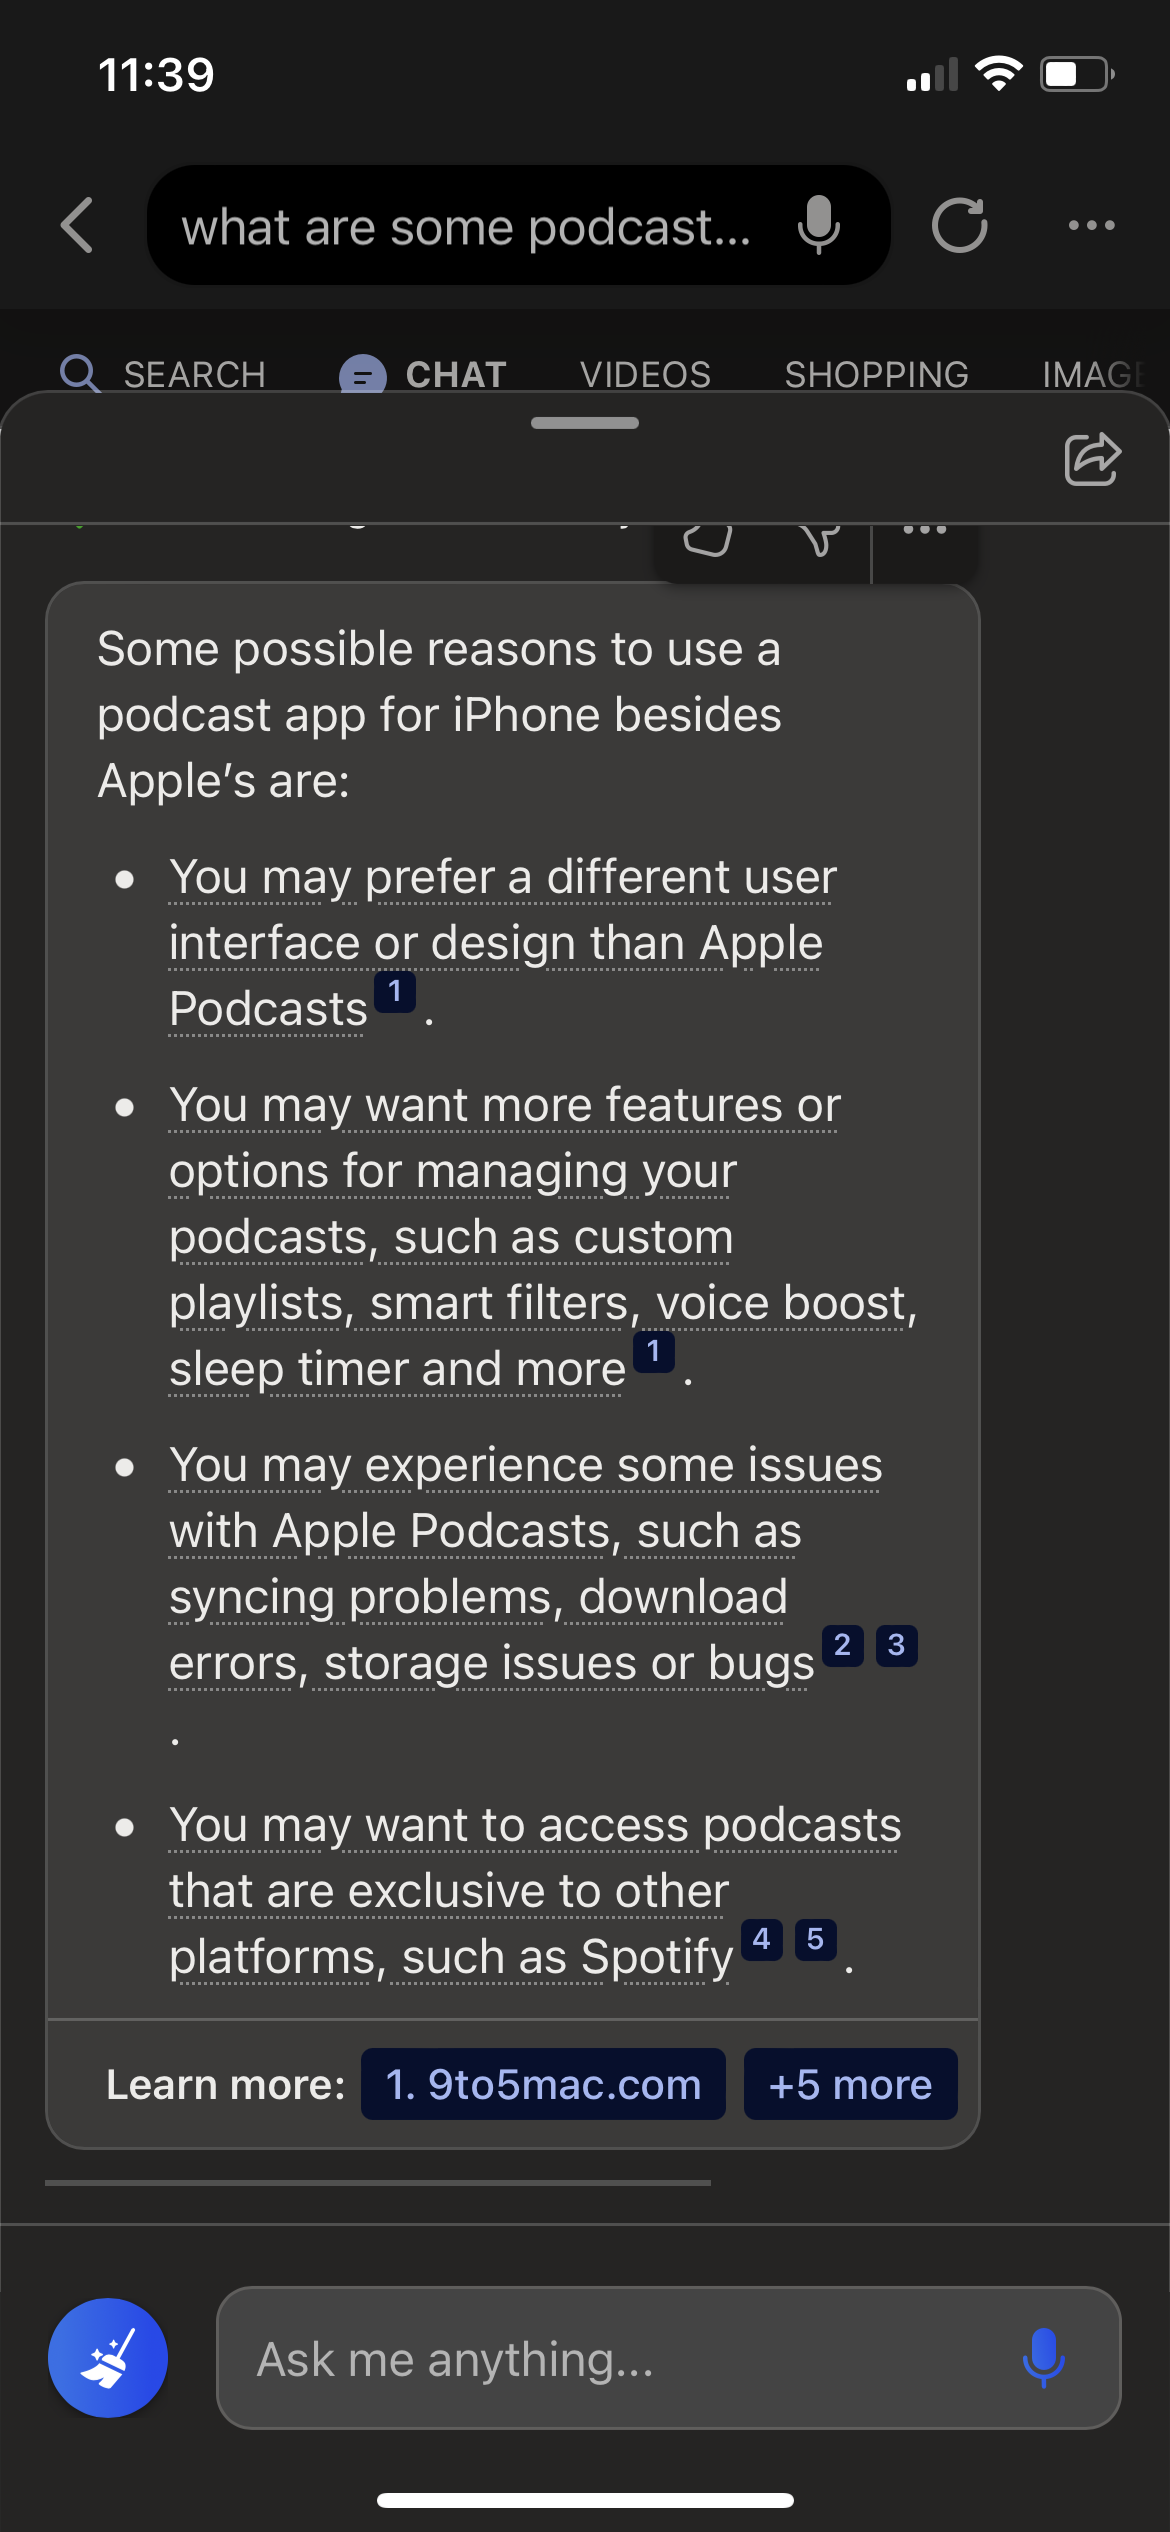 11:39
what are some podcast...
SEARCH CHAT VIDEOS SHOPPING IMAGE
Some possible reasons to use a
podcast app for iPhone besides
Apple’s are:
• You may prefer a different user
interface or design than Apple
Podcasts 1 .
• You may want more features or
options for managing your
podcasts, such as custom
playlists, smart filters, voice boost,
sleep timer and more 1 .
• You may experience some issues
with Apple Podcasts, such as
syncing problems, download
errors, storage issues or bugs 2 3
.
• You may want to access podcasts
that are exclusive to other
platforms, such as Spotify 4 5 .
Learn more: 1. 9to5mac.com +5 more
Ask me anything...